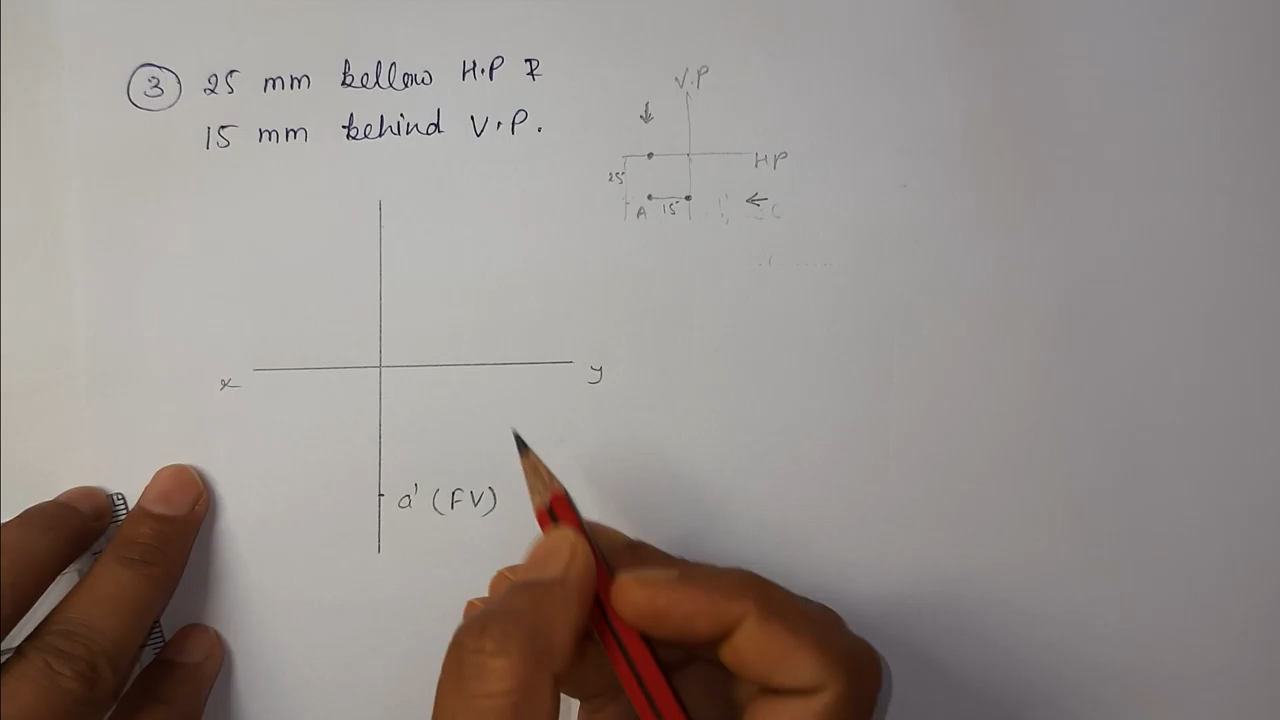 3 25 mm bellow H.P &
15 mm behind V.P.
V.P
HP
25
A 15
x y
a' (FV)